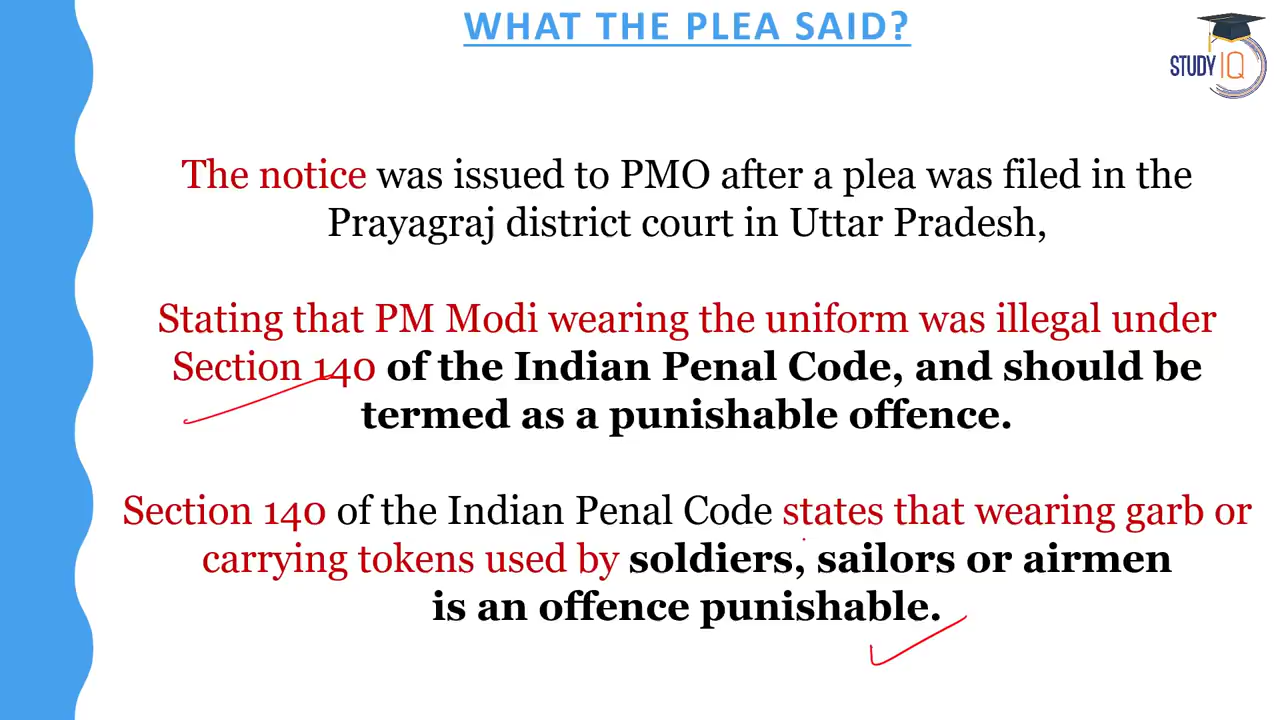 WHAT THE PLEA SAID?
STUDY IQ
The notice was issued to PMO after a plea was filed in the
Prayagraj district court in Uttar Pradesh,
Stating that PM Modi wearing the uniform was illegal under
Section 140 of the Indian Penal Code, and should be
termed as a punishable offence.
Section 140 of the Indian Penal Code states that wearing garb or
carrying tokens used by soldiers, sailors or airmen
is an offence punishable.